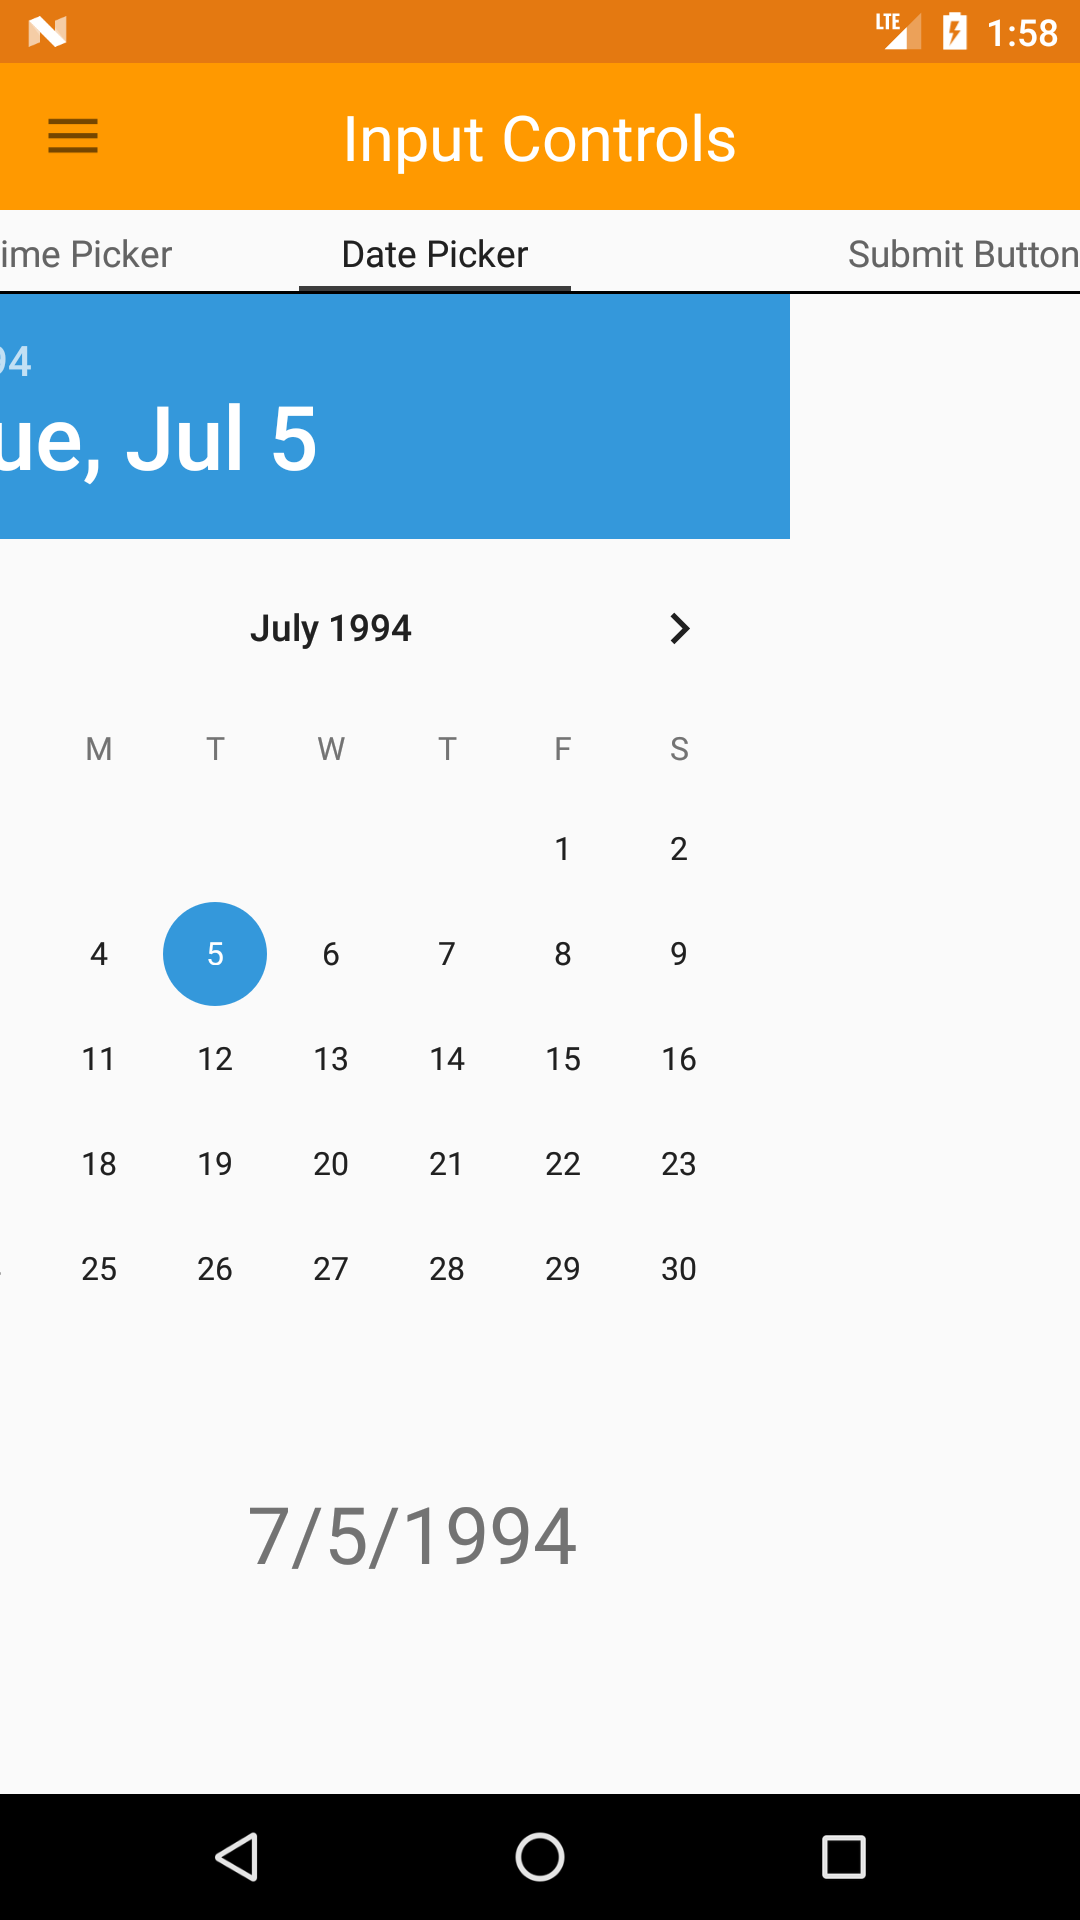 LTE 1:58
Input Controls
ime Picker Date Picker Submit Button
94
ue, Jul 5
July 1994
M T W T F S
1 2
4 5 6 7 8 9
11 12 13 14 15 16
18 19 20 21 22 23
25 26 27 28 29 30
7/5/1994